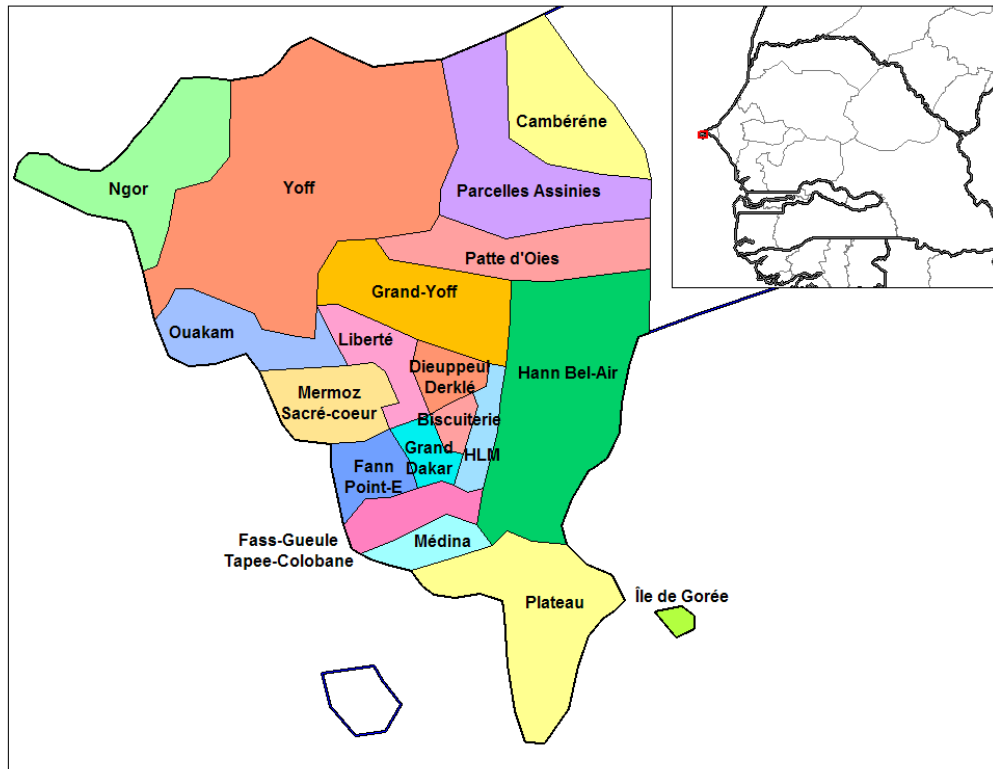 Cambéréne
Ngor
Yoff
Parcelles Assinies
Patte d'Oies
Grand-Yoff
Ouakam
Liberté
Dieuppeul
Derklé
Hann Bel-Air
Mermoz
Sacré-coeur
Biscuiterie
Grand
Dakar
HLM
Fann
Point-E
Fass-Gueule
Tapee-Colobane
Médina
Plateau
Île de Gorée